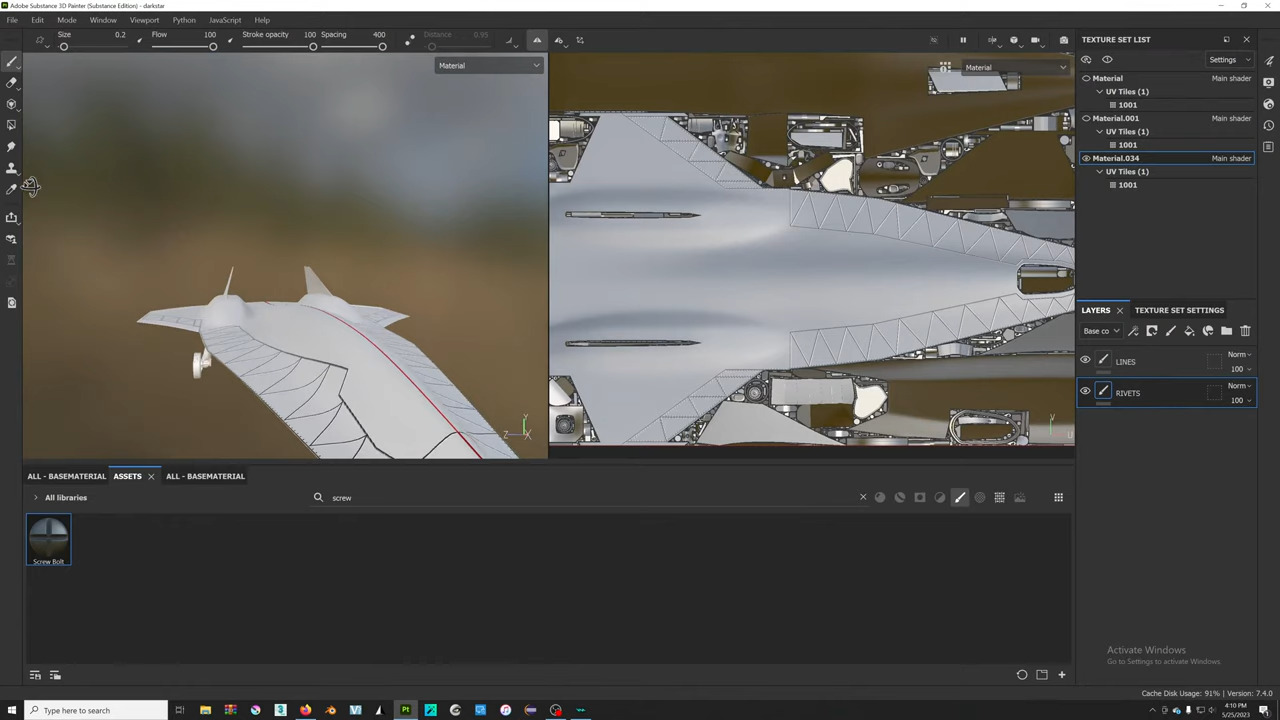 Adobe Substance 3D Painter (Substance Edition) - darkstar
File Edit Mode Window Viewport Python JavaScript Help
Size 0.2 Flow 100 Stroke opacity 100 Spacing 400 Distance 0.95
Material
Material
Y
Z X
Y
U
TEXTURE SET LIST
Settings
Material Main shader
UV Tiles (1)
1001
Material.001 Main shader
UV Tiles (1)
1001
Material.034 Main shader
UV Tiles (1)
1001
LAYERS TEXTURE SET SETTINGS
Base co
LINES Norm
100
RIVETS Norm
100
ALL - BASEMATERIAL ASSETS ALL - BASEMATERIAL
All libraries screw
Screw Bolt
Activate Windows
Go to Settings to activate Windows.
Cache Disk Usage: 91% | Version: 7.4.0
Type here to search
Pt
4:10 PM
5/25/2023